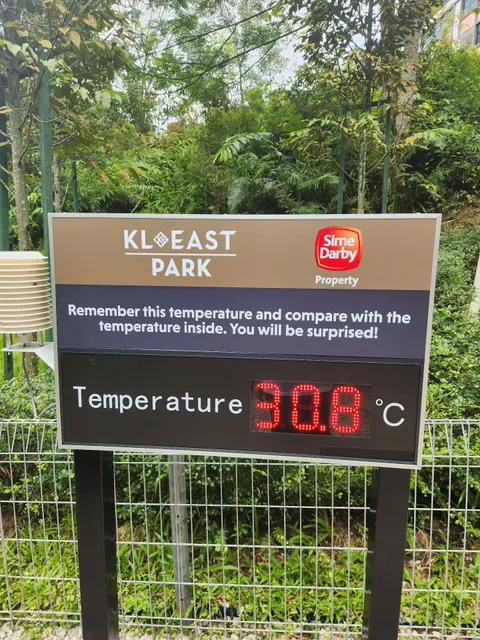 KL EAST
PARK
Sime
Darby
Property
Remember this temperature and compare with the
temperature inside. You will be surprised!
Temperature 30.8 °C